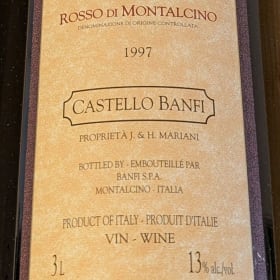 ROSSO DI MONTALCINO
DENOMINAZIONE DI ORIGINE CONTROLLATA
1997
CASTELLO BANFI
PROPRIETÀ J. & H. MARIANI
BOTTLED BY - EMBOUTEILLÉ PAR
BANFI S.P.A.
MONTALCINO - ITALIA
PRODUCT OF ITALY - PRODUIT D'ITALIE
VIN - WINE
3 L 13% alc./vol.